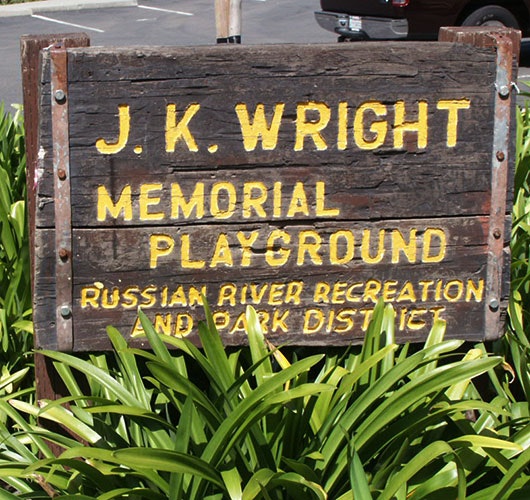 J. K. WRIGHT
MEMORIAL
PLAYGROUND
RUSSIAN RIVER RECREATION
AND PARK DISTRICT